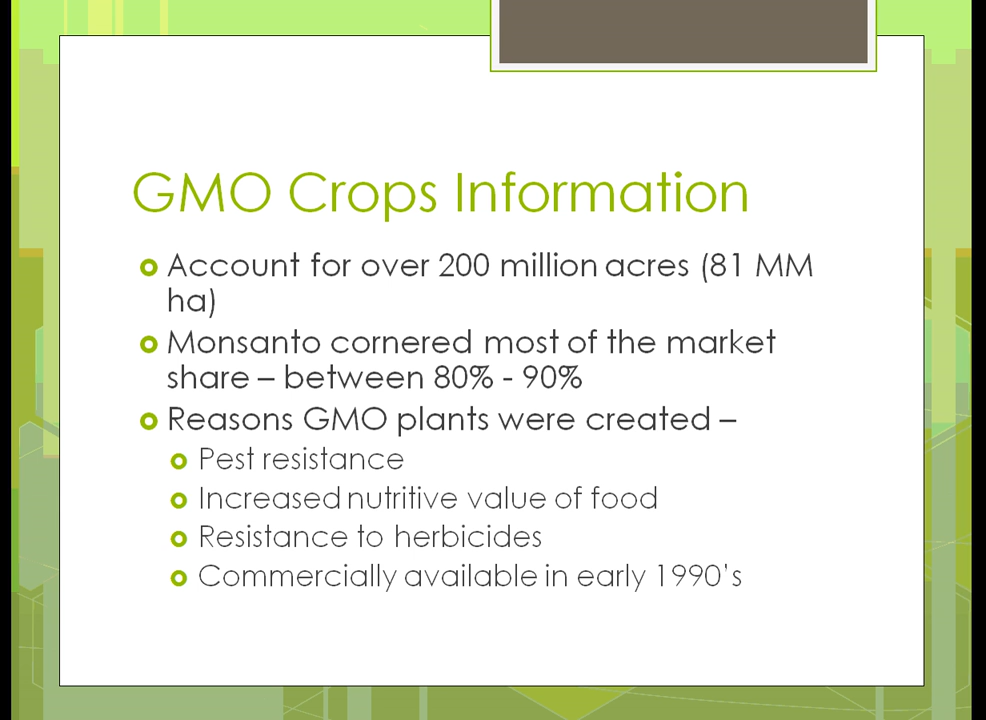 GMO Crops Information
Account for over 200 million acres (81 MM
ha)
Monsanto cornered most of the market
share – between 80% - 90%
Reasons GMO plants were created –
Pest resistance
Increased nutritive value of food
Resistance to herbicides
Commercially available in early 1990's